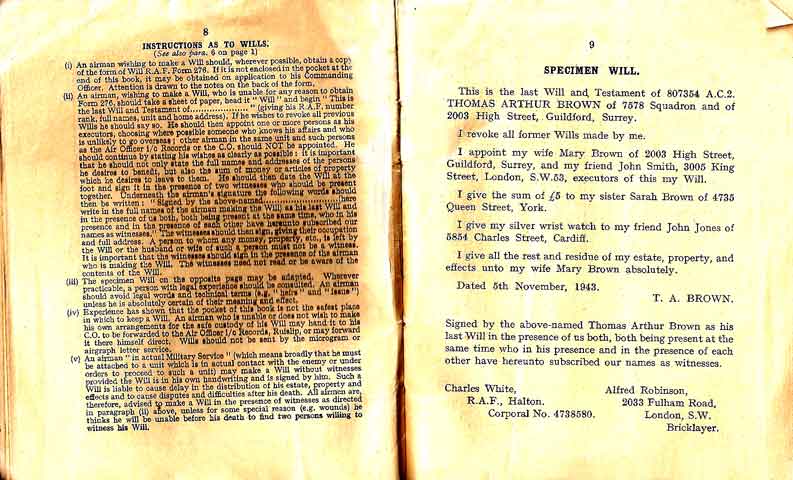 8
INSTRUCTIONS AS TO WILLS.
(See also para. 6 on page 1)
(i) An airman wishing to make a Will should, wherever possible, obtain a copy
of the form of Will R.A.F. Form 276. If it is not enclosed in the pocket at the
end of this book, it may be obtained on application to his Commanding
Officer. Attention is drawn to the notes on the back of the form.
(ii) An airman, wishing to make a Will, who is unable for any reason to obtain
Form 276, should take a sheet of paper, head it " Will " and begin " This is
the last Will and Testament of.................." (giving his R.A.F. number
rank, full names, unit and home address). If he wishes to revoke all previous
Wills he should say so. He should then appoint one or more persons as his
executors, choosing where possible someone who knows his affairs and who
is unlikely to go overseas ; other airman in the same unit and such persons
as the Air Officer i/o Records or the C.O. should NOT be appointed. He
should continue by stating his wishes as clearly as possible : it is important
that he should not only state the full names and addresses of the persons
he desires to benefit, but also the sum of money or articles of property
which he desires to leave to them. He should then date the Will at the
foot and sign it in the presence of two witnesses who should be present
together. Underneath the airman's signature the following words should
then be written : " Signed by the above-named........................(here
write in the full names of the airman making the Will) as his last Will and
in the presence of us both, both being present at the same time, who in his
presence and in the presence of each other have hereunto subscribed our
names as witnesses." The witnesses should then sign, giving their occupation
and full address. A person to whom any money, property, etc., is left by
the Will or the husband or wife of such a person must not be a witness.
It is important that the witnesses should sign in the presence of the airman
who is making the Will. The witnesses need not read or be aware of the
contents of the Will.
(iii) The specimen Will on the opposite page may be adapted. Wherever
practicable, a person with legal experience should be consulted. An airman
should avoid legal words and technical terms (e.g. " heirs " and " issue ")
unless he is absolutely certain of their meaning and effect.
(iv) Experience has shown that the pocket of this book is not the safest place
in which to keep a Will. An airman who is unable or does not wish to make
his own arrangements for the safe custody of his Will may hand it to his
C.O. to be forwarded to the Air Officer i/o Records, Ruislip, or may forward
it there himself direct. Wills should not be sent by the microgram or
airgraph letter service.
(v) An airman " in actual Military Service " (which means broadly that he must
be attached to a unit which is in actual contact with the enemy or under
orders to proceed to such a unit) may make a Will without witnesses
provided the Will is in his own handwriting and is signed by him. Such a
Will is liable to cause delay in the distribution of his estate, property and
effects and to cause disputes and difficulties after his death. All airmen are,
therefore, advised to make a Will in the presence of witnesses as directed
in paragraph (ii) above, unless for some special reason (e.g. wounds) he
thinks he will be unable before his death to find two persons willing to
witness his Will.
9
SPECIMEN WILL.
This is the last Will and Testament of 807354 A.C.2.
THOMAS ARTHUR BROWN of 7578 Squadron and of
2003 High Street, Guildford, Surrey.
I revoke all former Wills made by me.
I appoint my wife Mary Brown of 2003 High Street,
Guildford, Surrey, and my friend John Smith, 3005 King
Street, London, S.W.53, executors of this my Will.
I give the sum of £5 to my sister Sarah Brown of 4735
Queen Street, York.
I give my silver wrist watch to my friend John Jones of
5854 Charles Street, Cardiff.
I give all the rest and residue of my estate, property, and
effects unto my wife Mary Brown absolutely.
Dated 5th November, 1943.
T. A. BROWN.
Signed by the above-named Thomas Arthur Brown as his
last Will in the presence of us both, both being present at the
same time who in his presence and in the presence of each
other have hereunto subscribed our names as witnesses.
Charles White,
R.A.F., Halton.
Corporal No. 4738580.
Alfred Robinson,
2033 Fulham Road,
London, S.W.
Bricklayer.